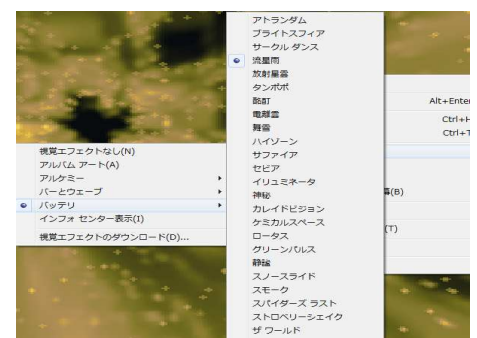 視覚エフェクトなし(N)
アルバム アート(A)
アルケミー
バーとウェーブ
バッテリ
インフォ センター表示(I)
視覚エフェクトのダウンロード(D)...
アトランダム
ブライトスフィア
サークル ダンス
流星雨
放射星雲
タンポポ
酩酊
電離雲
舞雲
ハイゾーン
サファイア
セピア
イリュミネータ
神秘
カレイドビジョン
ケミカルスペース
ロータス
グリーンパルス
静謐
スノースライド
スモーク
スパイダーズ ラスト
ストロベリーシェイク
ザ ワールド
Alt+Enter
Ctrl+
Ctrl+
(B)
(T)